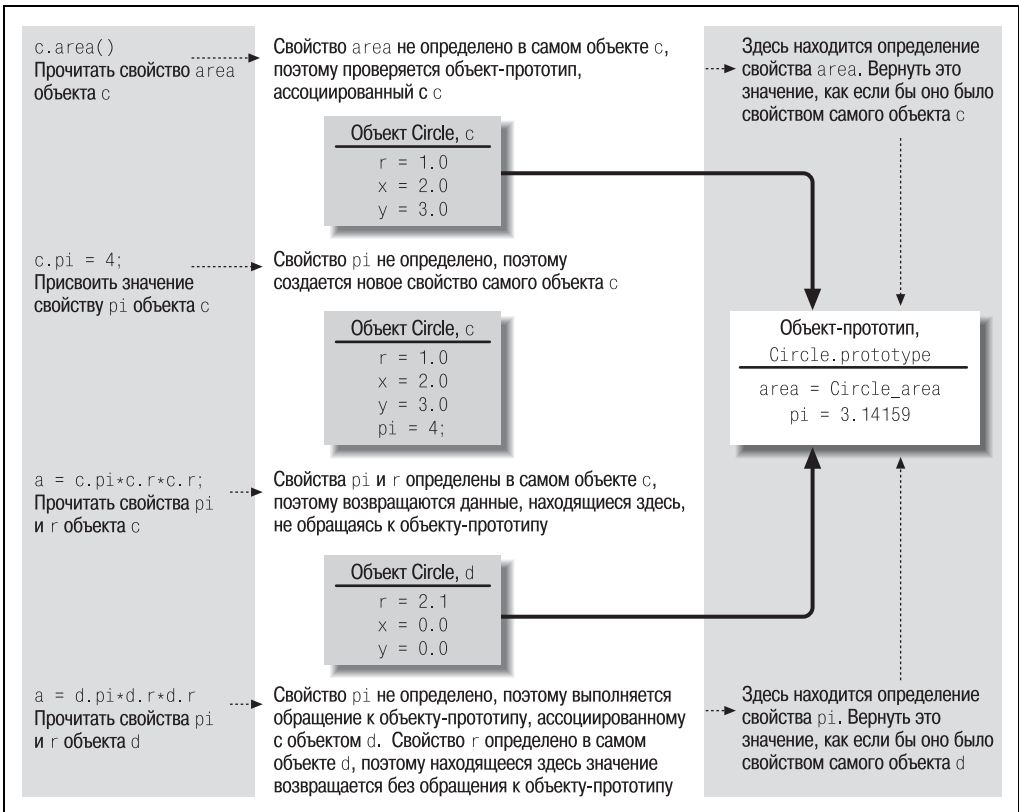 c.area()
Прочитать свойство area
объекта c
Свойство area не определено в самом объекте c,
поэтому проверяется объект-прототип,
ассоциированный с c
Здесь находится определение
свойства area. Вернуть это
значение, как если бы оно было
свойством самого объекта c
Объект Circle, c
r = 1.0
x = 2.0
y = 3.0
c.pi = 4;
Присвоить значение
свойству pi объекта c
Свойство pi не определено, поэтому
создается новое свойство самого объекта c
Объект Circle, c
r = 1.0
x = 2.0
y = 3.0
pi = 4;
Объект-прототип,
Circle.prototype
area = Circle_area
pi = 3.14159
a = c.pi*c.r*c.r;
Прочитать свойства pi
и r объекта c
Свойства pi и r определены в самом объекте c,
поэтому возвращаются данные, находящиеся здесь,
не обращаясь к объекту-прототипу
Объект Circle, d
r = 2.1
x = 0.0
y = 0.0
a = d.pi*d.r*d.r
Прочитать свойства pi
и r объекта d
Свойство pi не определено, поэтому выполняется
обращение к объекту-прототипу, ассоциированному
с объектом d. Свойство r определено в самом
объекте d, поэтому находящееся здесь значение
возвращается без обращения к объекту-прототипу
Здесь находится определение
свойства pi. Вернуть это
значение, как если бы оно было
свойством самого объекта d